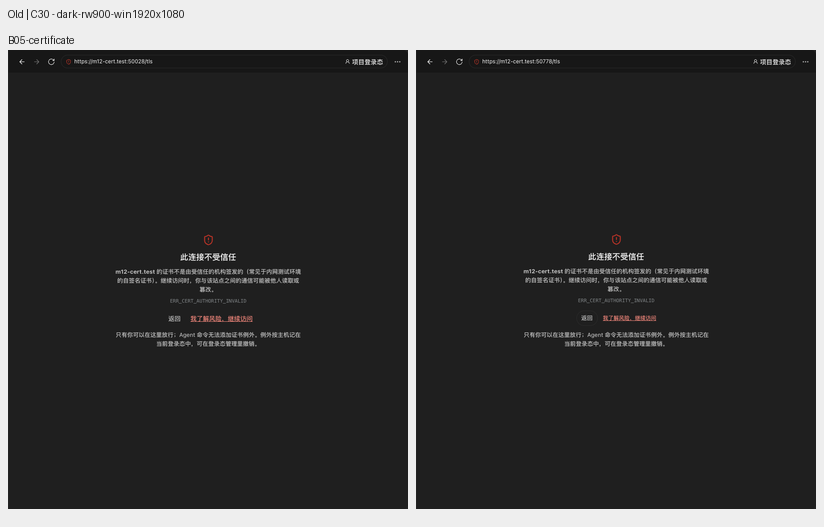 Old | C30 - dark-rw900-win1920x1080
B05-certificate
https://m12-cert.test:50028/tls
项目登录态
此连接不受信任
m12-cert.test 的证书不是由受信任的机构签发的（常见于内网测试环境
的自签名证书）。继续访问时，你与该站点之间的通信可能被他人读取或
篡改。
ERR_CERT_AUTHORITY_INVALID
返回 我了解风险，继续访问
只有你可以在这里放行；Agent 命令无法添加证书例外。例外按主机记在
当前登录态中，可在登录态管理里撤销。
https://m12-cert.test:50778/tls
项目登录态
此连接不受信任
m12-cert.test 的证书不是由受信任的机构签发的（常见于内网测试环境
的自签名证书）。继续访问时，你与该站点之间的通信可能被他人读取或
篡改。
ERR_CERT_AUTHORITY_INVALID
返回 我了解风险，继续访问
只有你可以在这里放行；Agent 命令无法添加证书例外。例外按主机记在
当前登录态中，可在登录态管理里撤销。